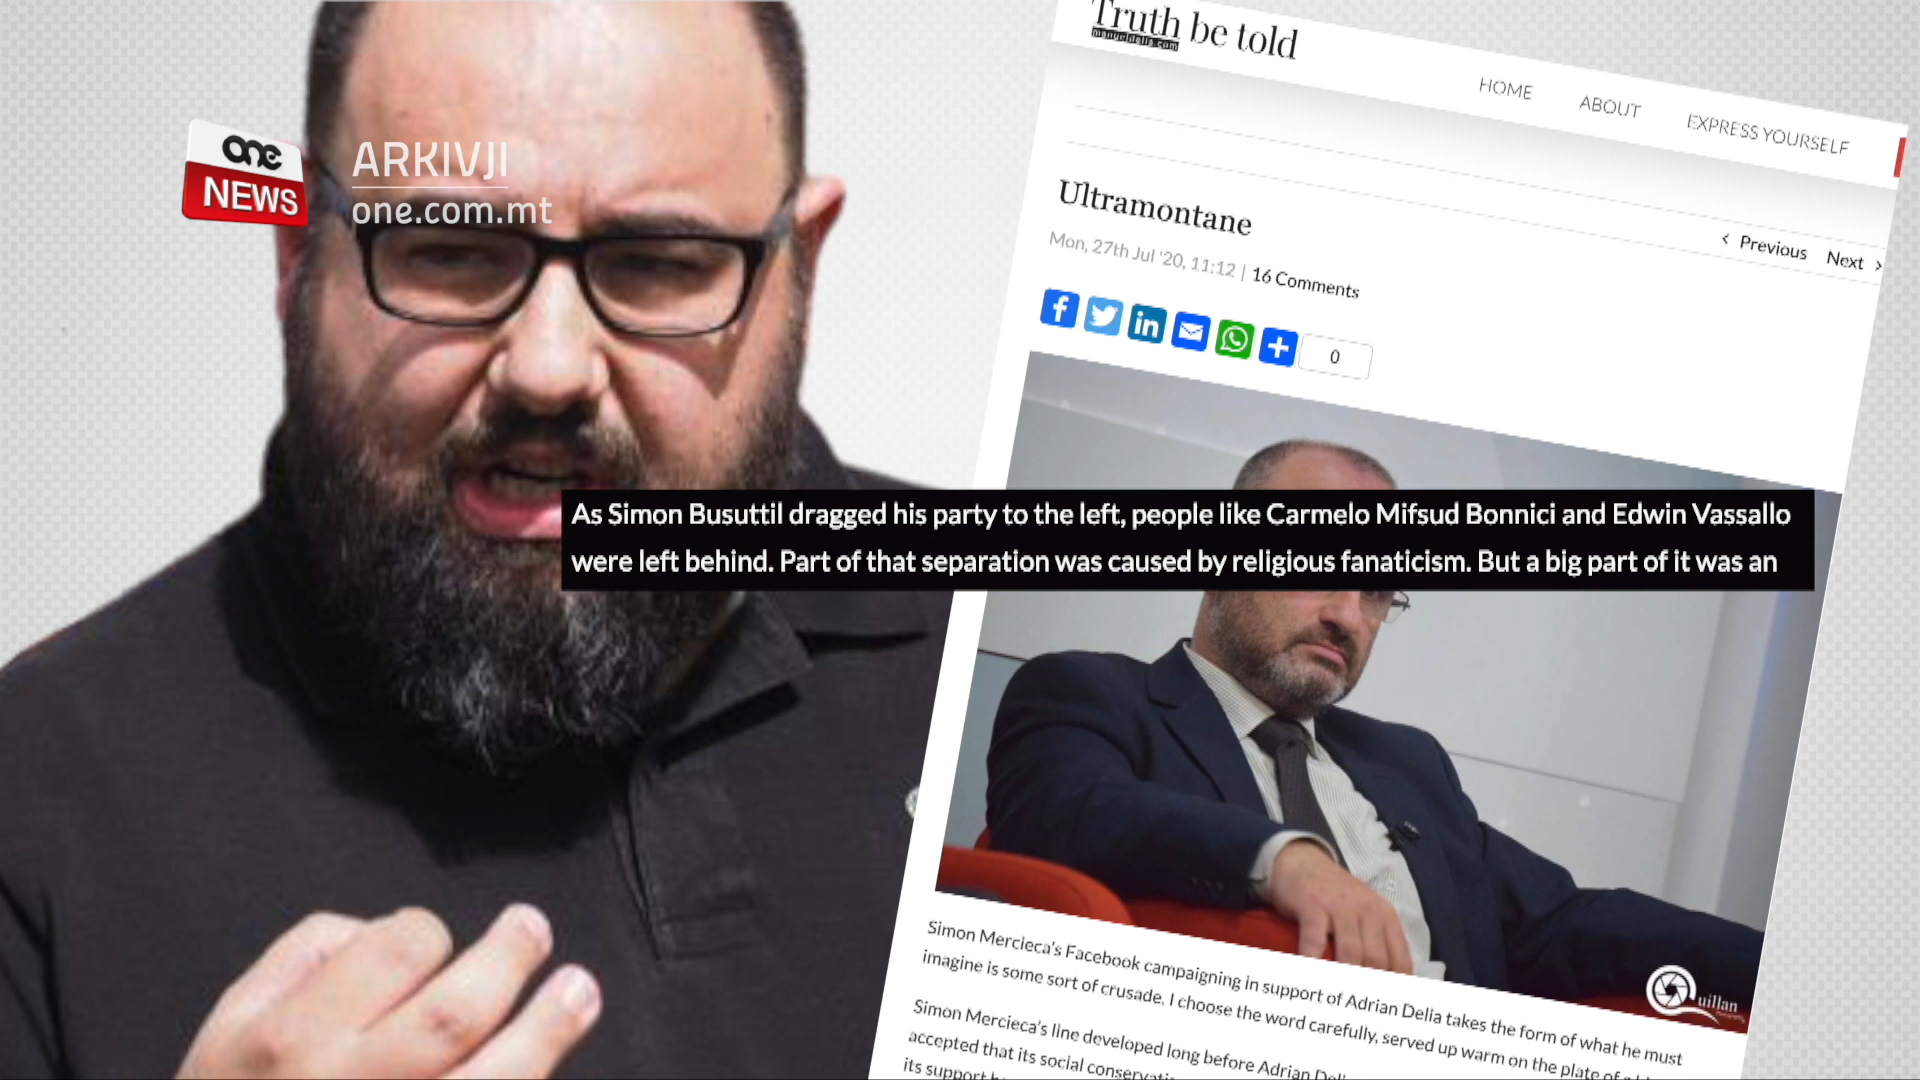 one
NEWS
ARKIVJI
one.com.mt
Truth be told
manueldelia.com
HOME
ABOUT
EXPRESS YOURSELF
Ultramontane
‹ Previous Next ›
Mon, 27th Jul '20, 11:12 | 16 Comments
0
As Simon Busuttil dragged his party to the left, people like Carmelo Mifsud Bonnici and Edwin Vassallo
were left behind. Part of that separation was caused by religious fanaticism. But a big part of it was an
Quillan
Simon Mercieca's Facebook campaigning in support of Adrian Delia takes the form of what he must
imagine is some sort of crusade. I choose the word carefully, served up warm on the plate of
Simon Mercieca's line developed long before Adrian
accepted that its social
its support